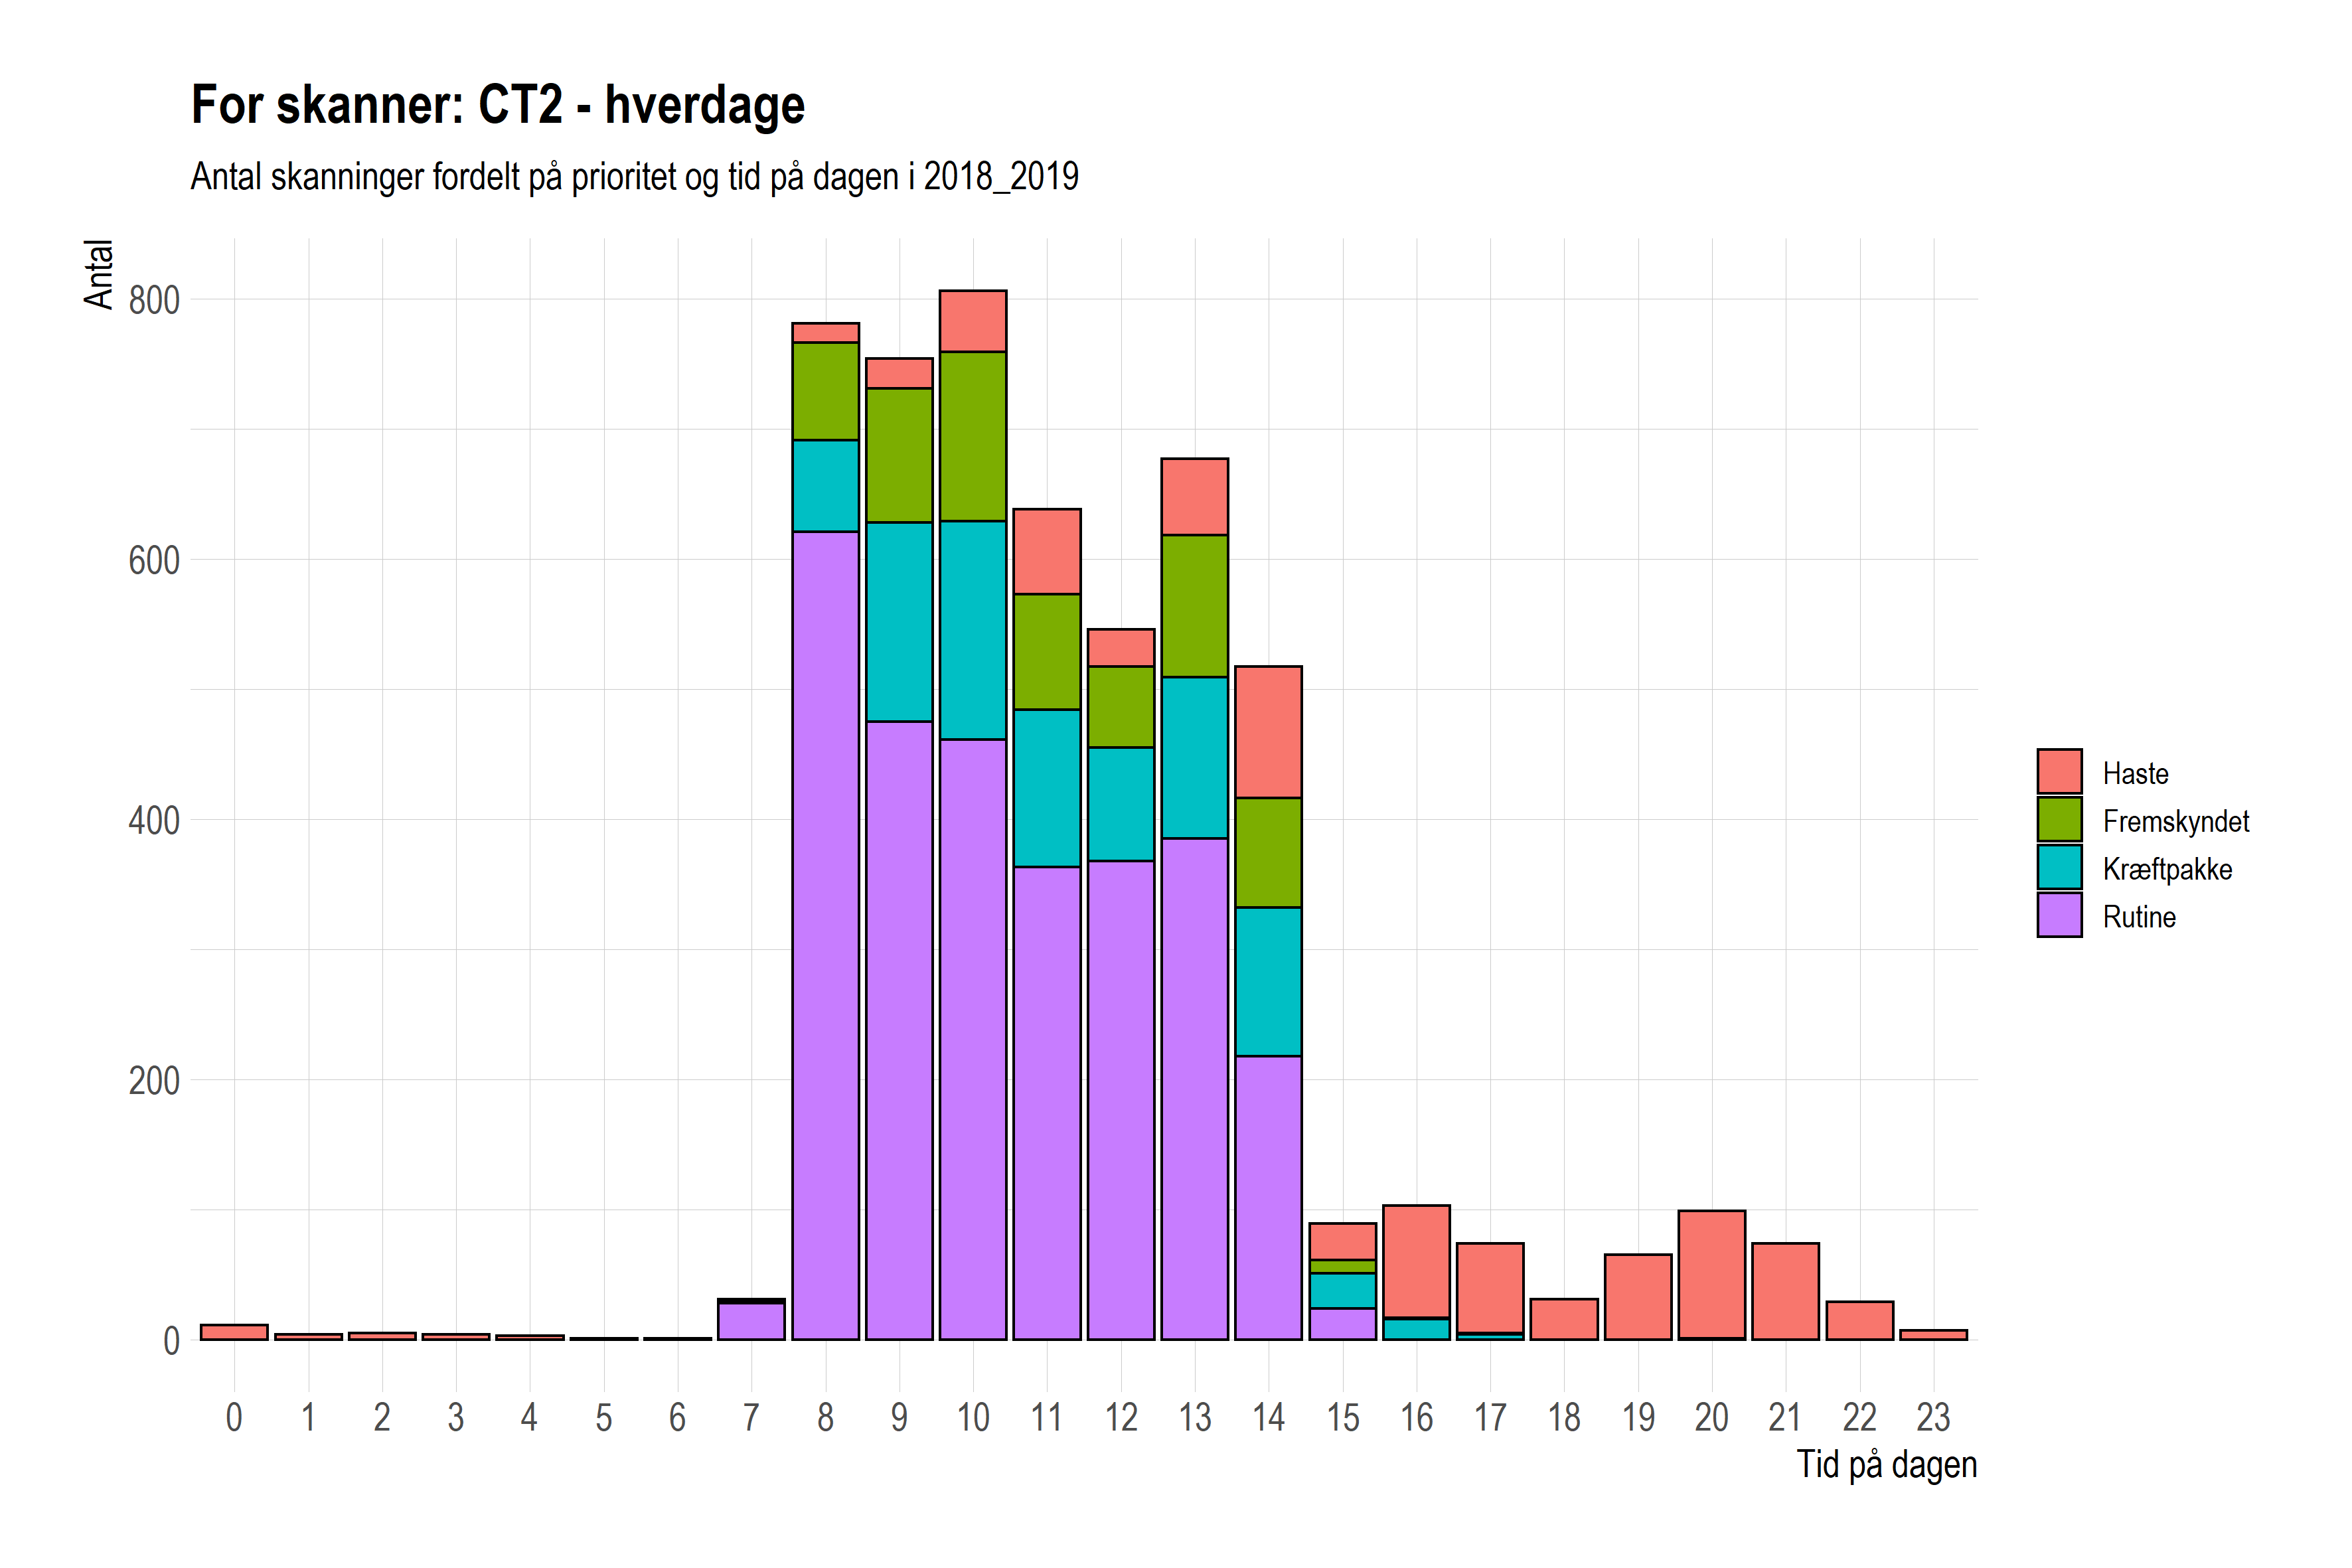 For skanner: CT2 - hverdage
Antal skanninger fordelt på prioritet og tid på dagen i 2018_2019
Antal
800
600
400
200
0
0 1 2 3 4 5 6 7 8 9 10 11 12 13 14 15 16 17 18 19 20 21 22 23
Tid på dagen
Haste
Fremskyndet
Kræftpakke
Rutine